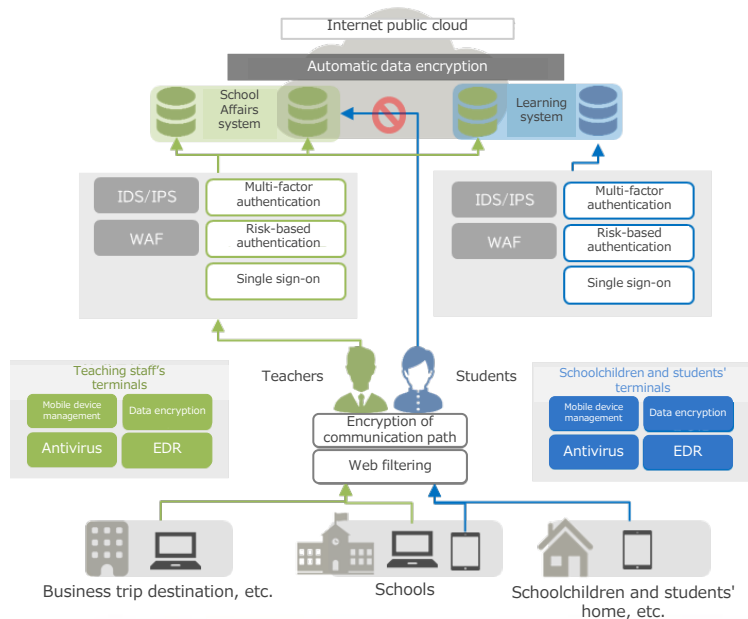 Internet public cloud
Automatic data encryption
School
Affairs
system
Learning
system
IDS/IPS
Multi-factor
authentication
WAF
Risk-based
authentication
Single sign-on
IDS/IPS
Multi-factor
authentication
WAF
Risk-based
authentication
Single sign-on
Teachers
Students
Teaching staff's
terminals
Mobile device
management
Data encryption
Antivirus
EDR
Encryption of
communication path
Web filtering
Schoolchildren and students'
terminals
Mobile device
management
Data encryption
Antivirus
EDR
Business trip destination, etc.
Schools
Schoolchildren and students'
home, etc.